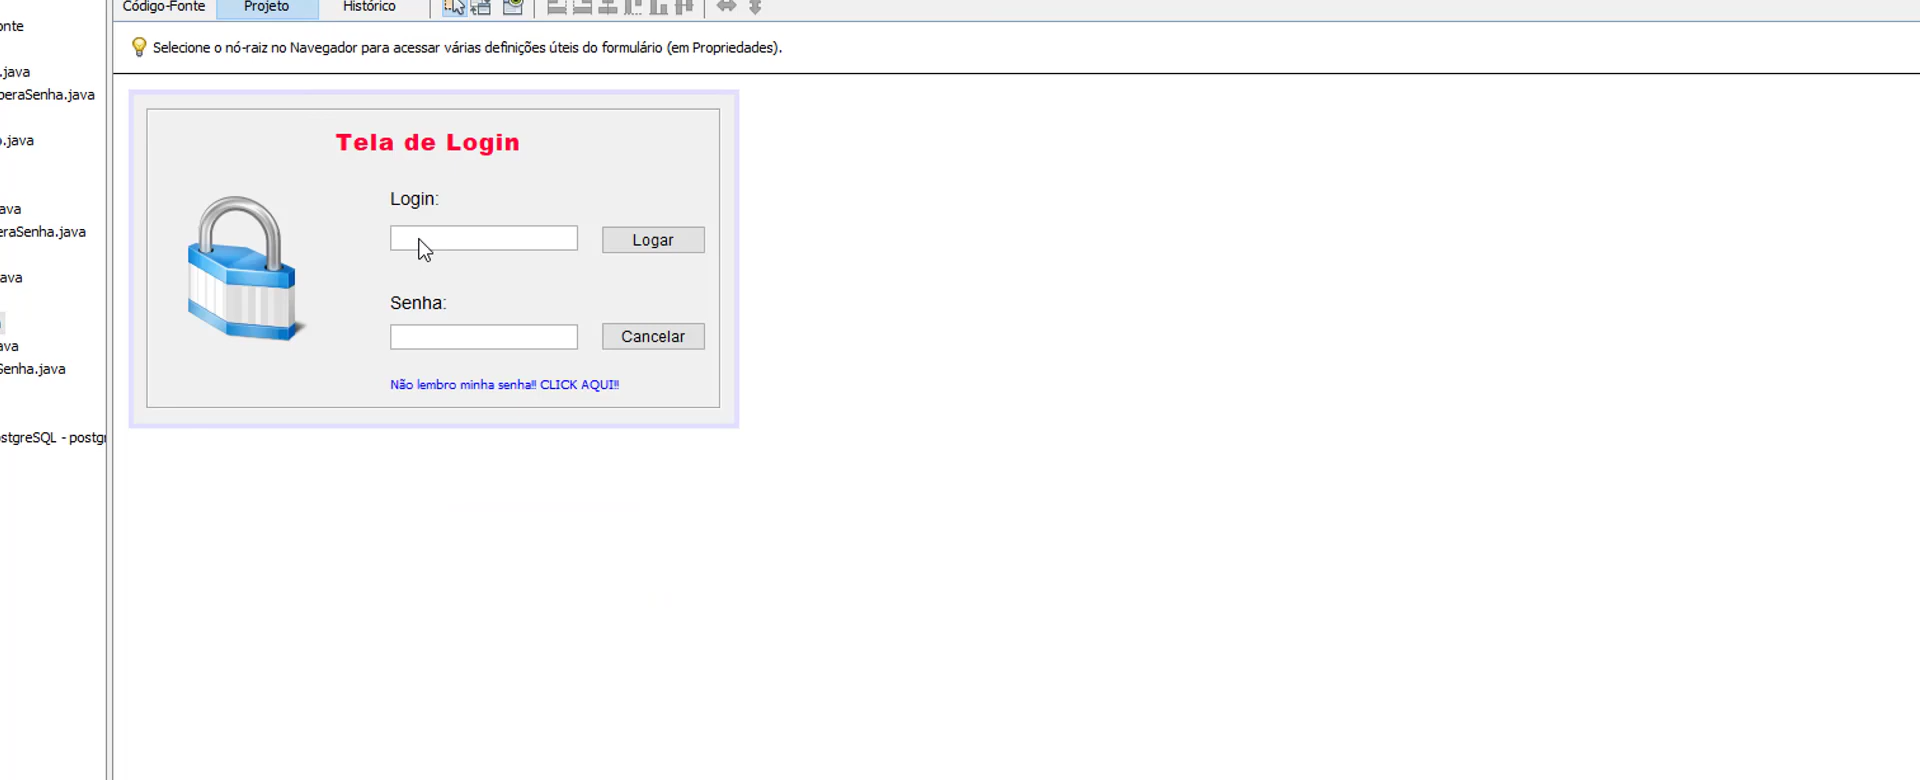 Código-Fonte Projeto Histórico
onte
Selecione o nó-raiz no Navegador para acessar várias definições úteis do formulário (em Propriedades).
.java
peraSenha.java
o.java
ava
eraSenha.java
ava
ava
Senha.java
ostgreSQL - postgr
Tela de Login
Login:
Logar
Senha:
Cancelar
Não lembro minha senha!! CLICK AQUI!!